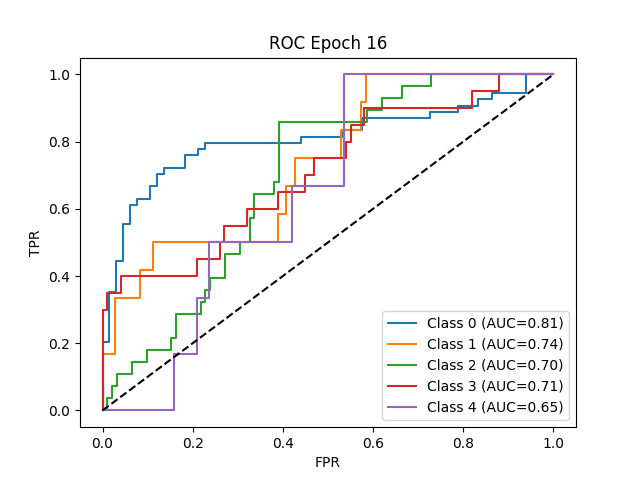 ROC Epoch 16
1.0
0.8
0.6
0.4
0.2
0.0
TPR
0.0 0.2 0.4 0.6 0.8 1.0
FPR
Class 0 (AUC=0.81)
Class 1 (AUC=0.74)
Class 2 (AUC=0.70)
Class 3 (AUC=0.71)
Class 4 (AUC=0.65)